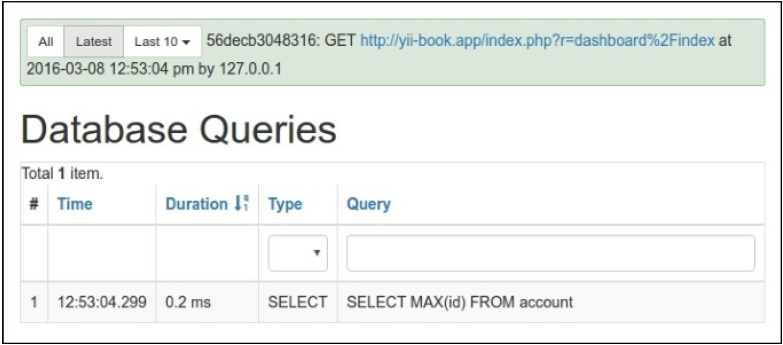 All Latest Last 10 56decb3048316: GET http://yii-book.app/index.php?r=dashboard%2Findex at
2016-03-08 12:53:04 pm by 127.0.0.1
Database Queries
Total 1 item.
# Time Duration Type Query
1 12:53:04.299 0.2 ms SELECT SELECT MAX(id) FROM account